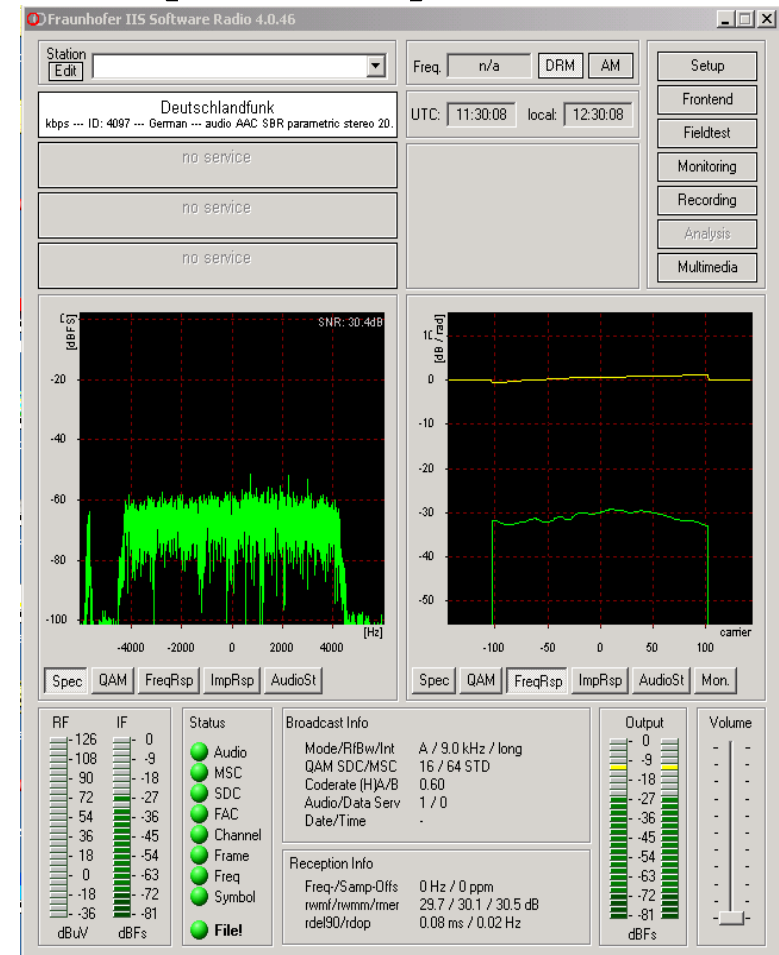 Fraunhofer IIS Software Radio 4.0.46
Station
Edit
Freq. n/a DRM AM
Setup
Frontend
Fieldtest
Monitoring
Recording
Analysis
Multimedia
Deutschlandfunk
kbps --- ID: 4097 --- German --- audio AAC SBR parametric stereo 20.
UTC: 11:30:08 local: 12:30:08
no service
no service
no service
[dBFS]
SNR: 30.4dB
-20
-40
-60
-80
-100
[Hz]
-4000 -2000 0 2000 4000
Spec QAM FreqRsp ImpRsp AudioSt
[dB / rad]
0
-10
-20
-30
-40
-50
carrier
-100 -50 0 50 100
Spec QAM FreqRsp ImpRsp AudioSt Mon.
RF IF
126 0
108 -9
90 -18
72 -27
54 -36
36 -45
18 -54
0 -63
-18 -72
-36 -81
dBuV dBFs
Status
Audio
MSC
SDC
FAC
Channel
Frame
Freq
Symbol
File!
Broadcast Info
Mode/RfBw/Int A / 9.0 kHz / long
QAM SDC/MSC 16 / 64 STD
Coderate (H)A/B 0.60
Audio/Data Serv 1 / 0
Date/Time -
Reception Info
Freq-/Samp-Offs 0 Hz / 0 ppm
rwmf/rwmm/rmer 29.7 / 30.1 / 30.5 dB
rdel90/rdop 0.08 ms / 0.02 Hz
Output
0
-9
-18
-27
-36
-45
-54
-63
-72
-81
dBFs
Volume